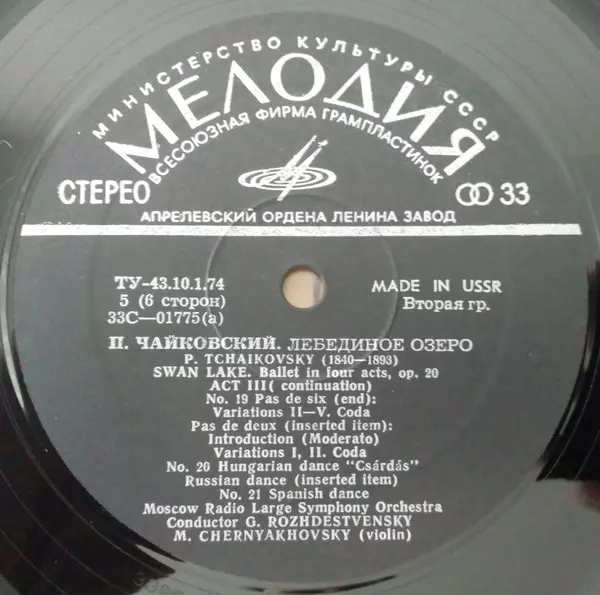 МИНИСТЕРСТВО КУЛЬТУРЫ СССР
МЕЛОДИЯ
ВСЕСОЮЗНАЯ ФИРМА ГРАМПЛАСТИНОК
СТЕРЕО
33
АПРЕЛЕВСКИЙ ОРДЕНА ЛЕНИНА ЗАВОД
ТУ-43.10.1.74
MADE IN USSR
5 (6 сторон)
Вторая гр.
33С—01775(а)
П. ЧАЙКОВСКИЙ. ЛЕБЕДИНОЕ ОЗЕРО
P. TCHAIKOVSKY (1840—1893)
SWAN LAKE. Ballet in four acts, op. 20
ACT III( continuation)
No. 19 Pas de six (end):
Variations II—V. Coda
Pas de deux (inserted item):
Introduction (Moderato)
Variations I, II. Coda
No. 20 Hungarian dance "Csárdás"
Russian dance (inserted item)
No. 21 Spanish dance
Moscow Radio Large Symphony Orchestra
Conductor G. ROZHDESTVENSKY
M. CHERNYAKHOVSKY (violin)